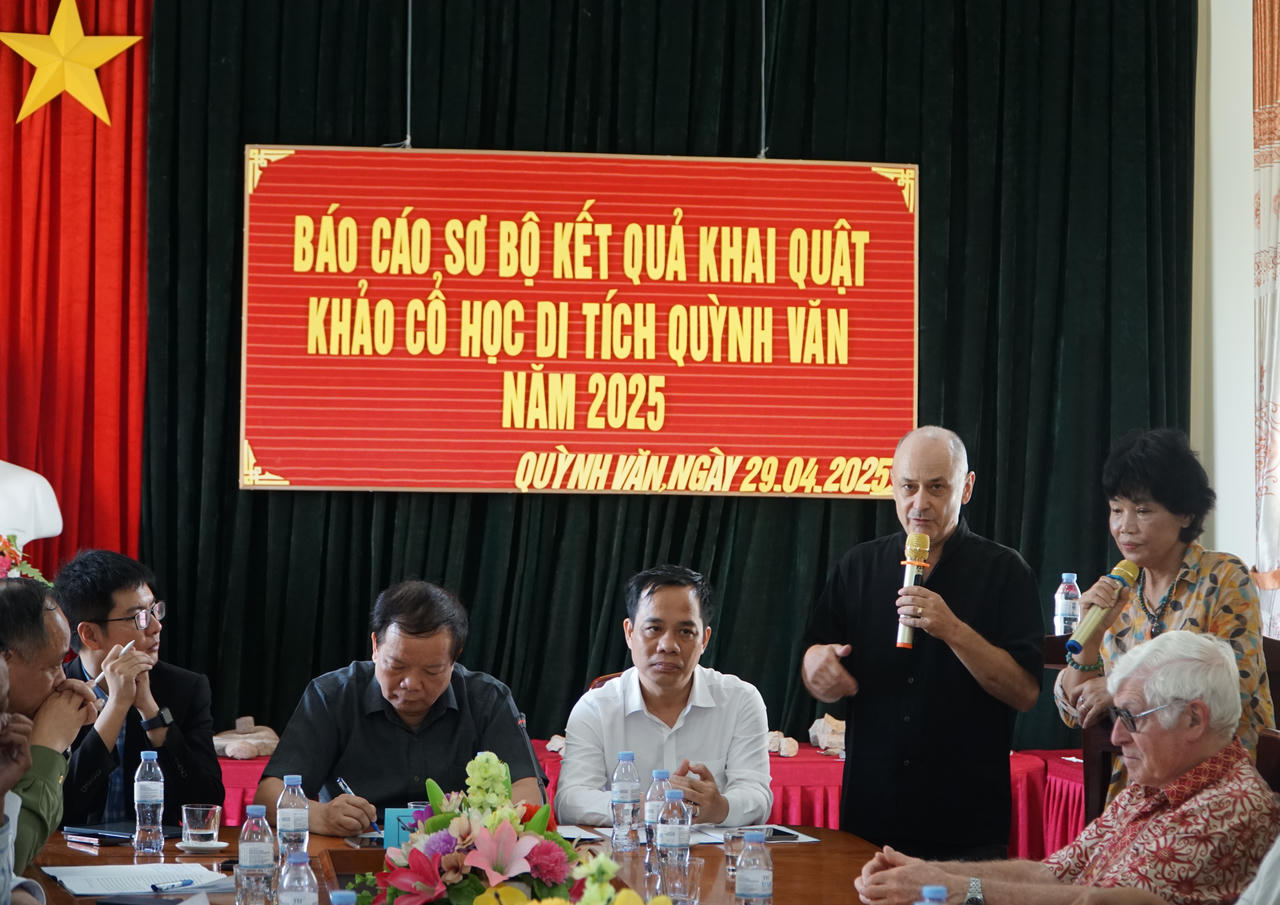 BÁO CÁO SƠ BỘ KẾT QUẢ KHAI QUẬT
KHẢO CỔ HỌC DI TÍCH QUỲNH VĂN
NĂM 2025
QUỲNH VĂN, NGÀY 29.04.2025